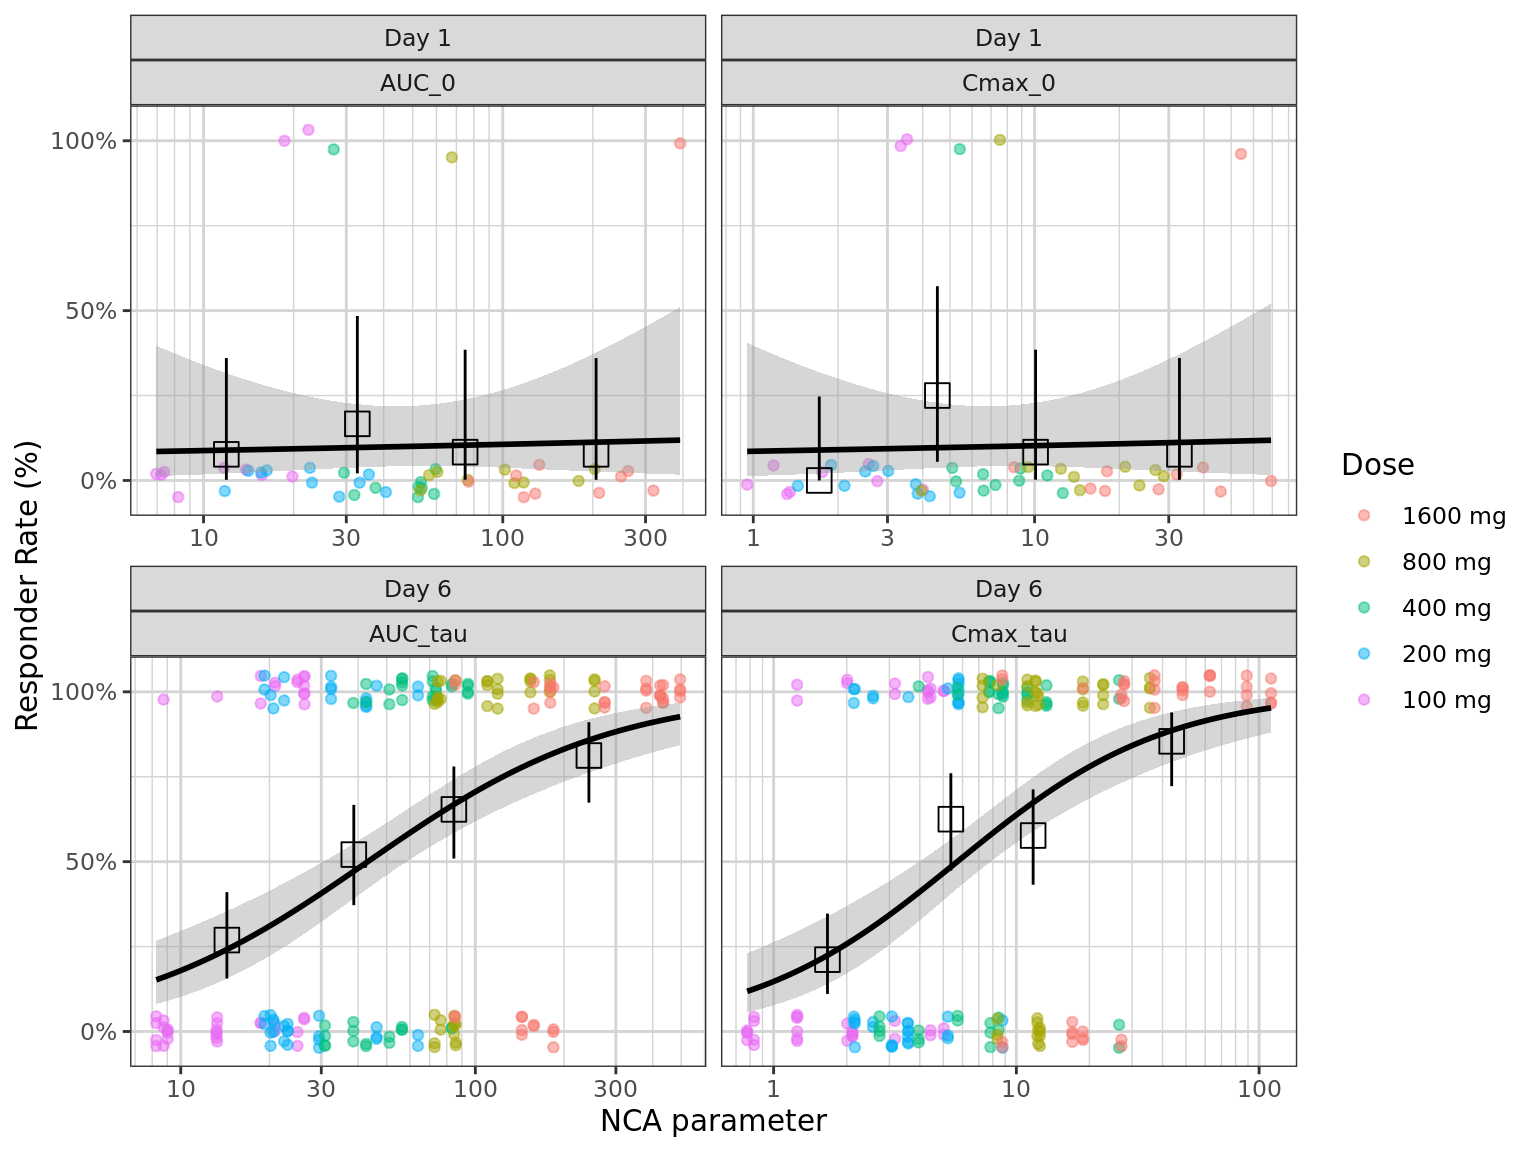 Day 1
AUC_0
Day 1
Cmax_0
100%
50%
0%
10 30 100 300
1 3 10 30
Day 6
AUC_tau
Day 6
Cmax_tau
100%
50%
0%
10 30 100 300
1 10 100
NCA parameter
Responder Rate (%)
Dose
1600 mg
800 mg
400 mg
200 mg
100 mg